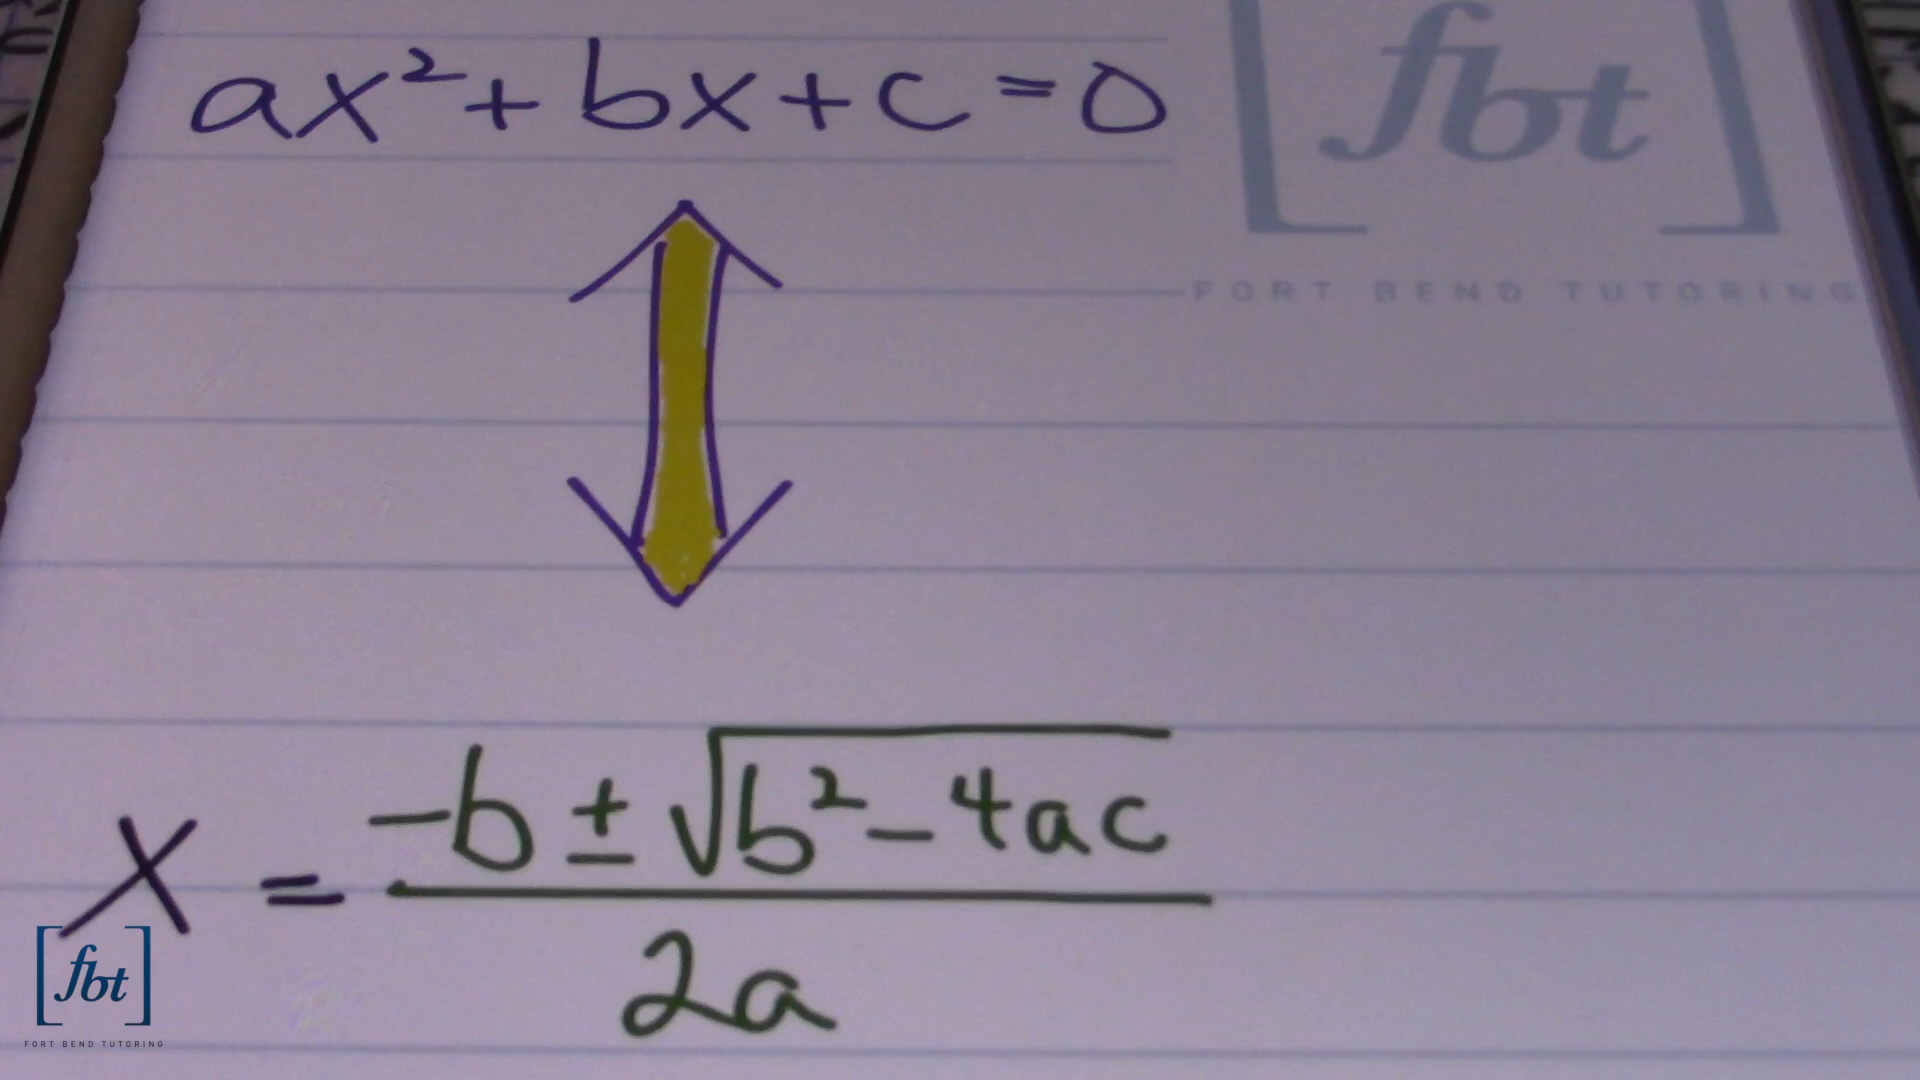 ax²+bx+c=0
fbt
FORT BEND TUTORING
x = (-b ± √(b²-4ac)) / (2a)
fbt
FORT BEND TUTORING